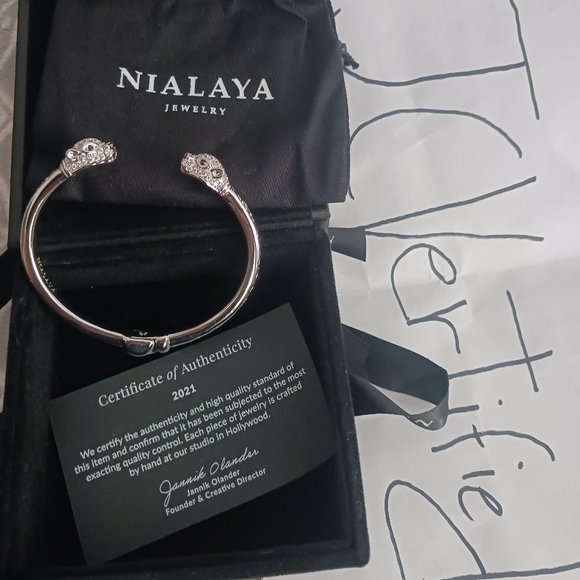 NIALAYA
JEWELRY
Certificate of Authenticity
2021
We certify the authenticity and high quality standard of
this item and confirm that it has been subjected to the most
exacting quality control. Each piece of jewelry is crafted
by hand at our studio in Hollywood.
Jannik Olander
Jannik Olander
Founder & Creative Director